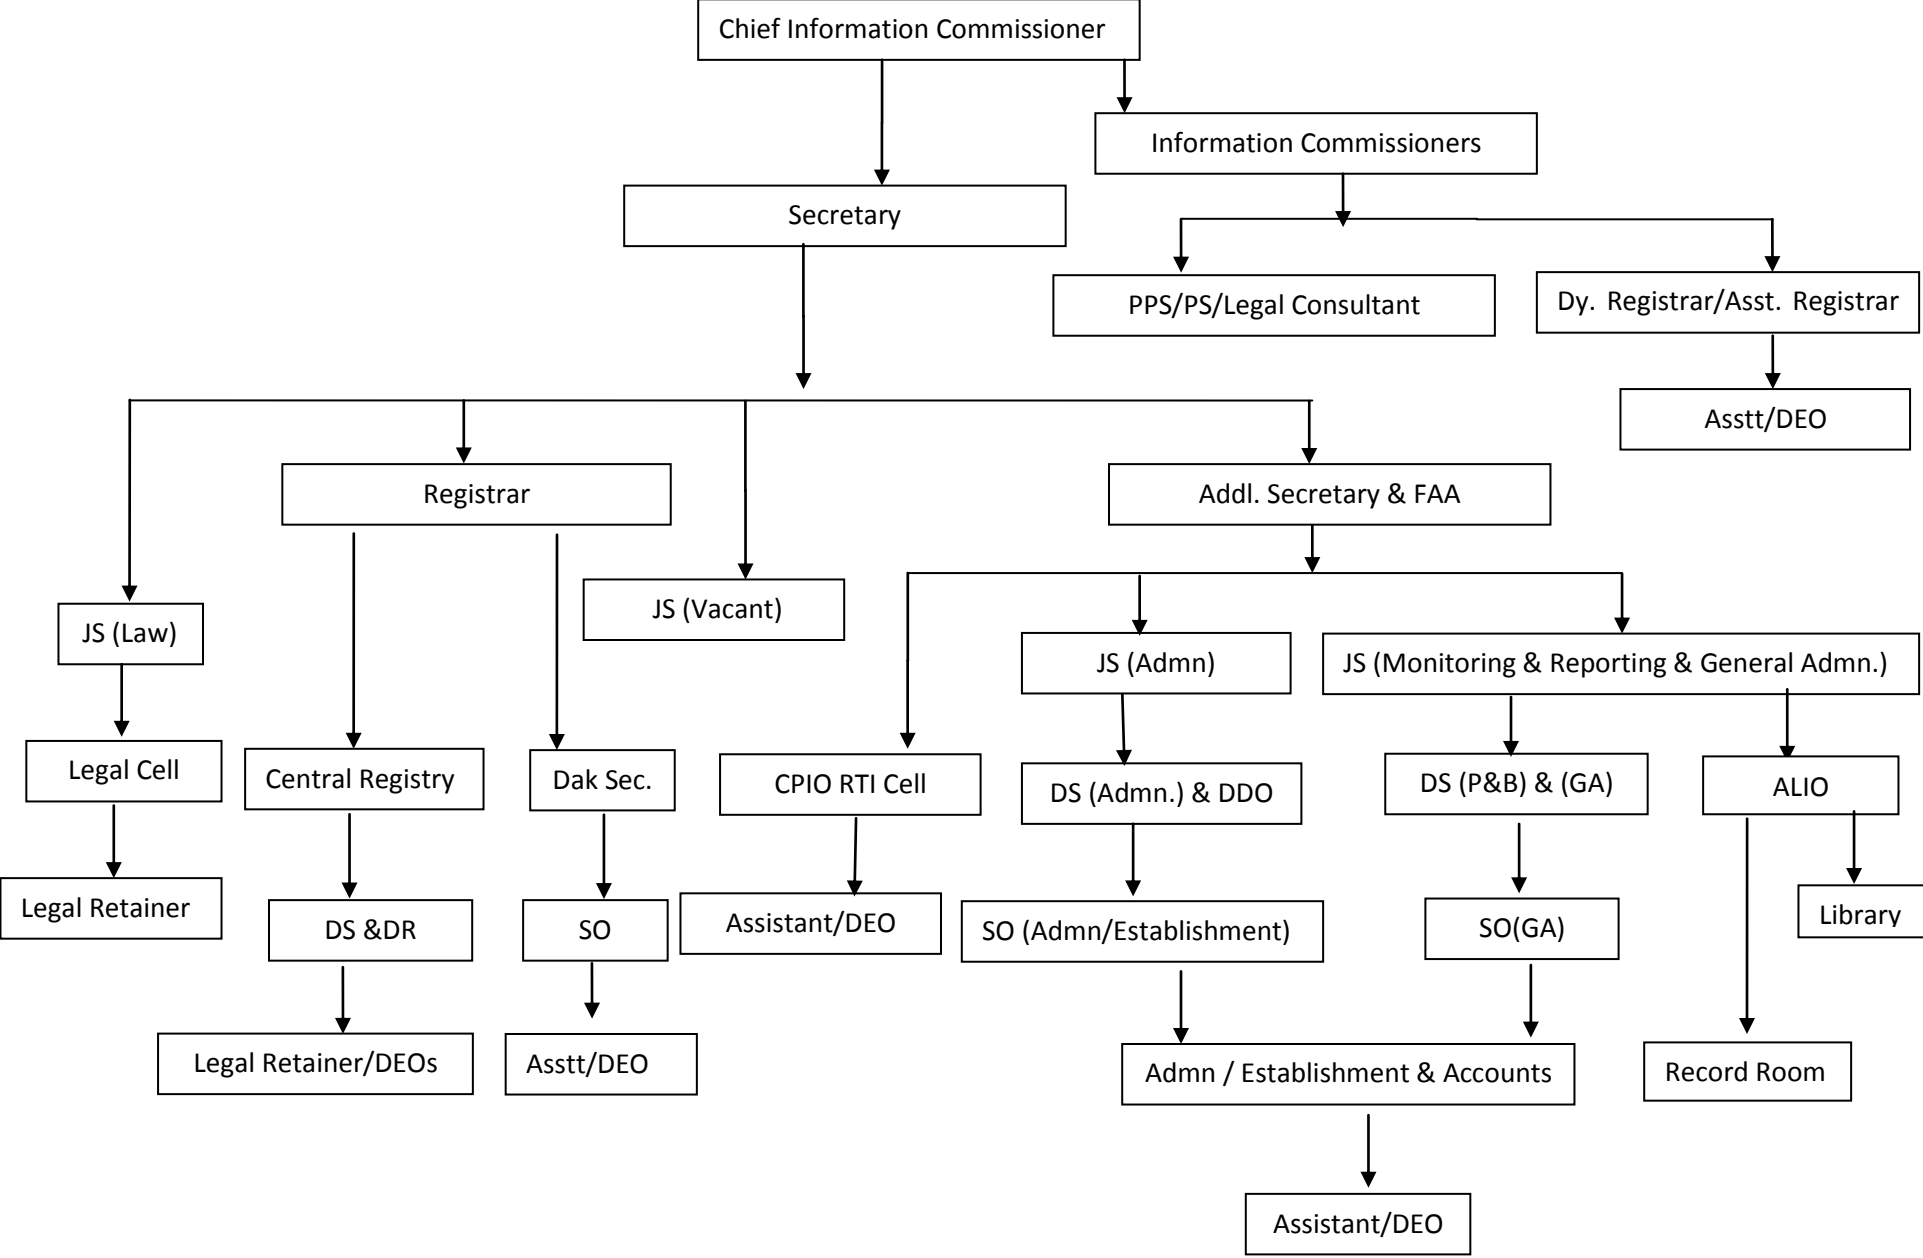 Chief Information Commissioner
Information Commissioners
Secretary
PPS/PS/Legal Consultant
Dy. Registrar/Asst. Registrar
Asstt/DEO
Registrar
Addl. Secretary & FAA
JS (Vacant)
JS (Law)
JS (Admn)
JS (Monitoring & Reporting & General Admn.)
Legal Cell
Central Registry
Dak Sec.
CPIO RTI Cell
DS (Admn.) & DDO
DS (P&B) & (GA)
ALIO
Legal Retainer
DS &DR
SO
Assistant/DEO
SO (Admn/Establishment)
SO(GA)
Library
Legal Retainer/DEOs
Asstt/DEO
Admn / Establishment & Accounts
Record Room
Assistant/DEO